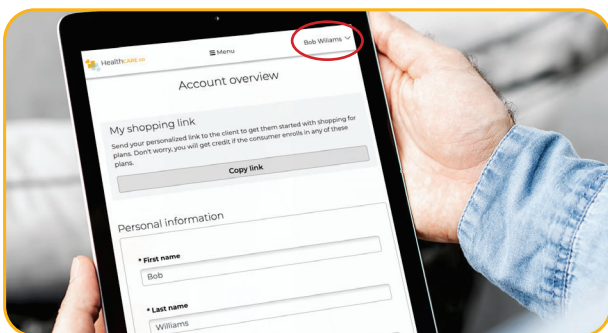 HealthCARE.us
Menu
Bob Wiliams
Account overview
My shopping link
Send your personalized link to the client to get them started with shopping for
plans. Don't worry, you will get credit if the consumer enrolls in any of these
plans.
Copy link
Personal information
* First name
Bob
* Last name
Williams